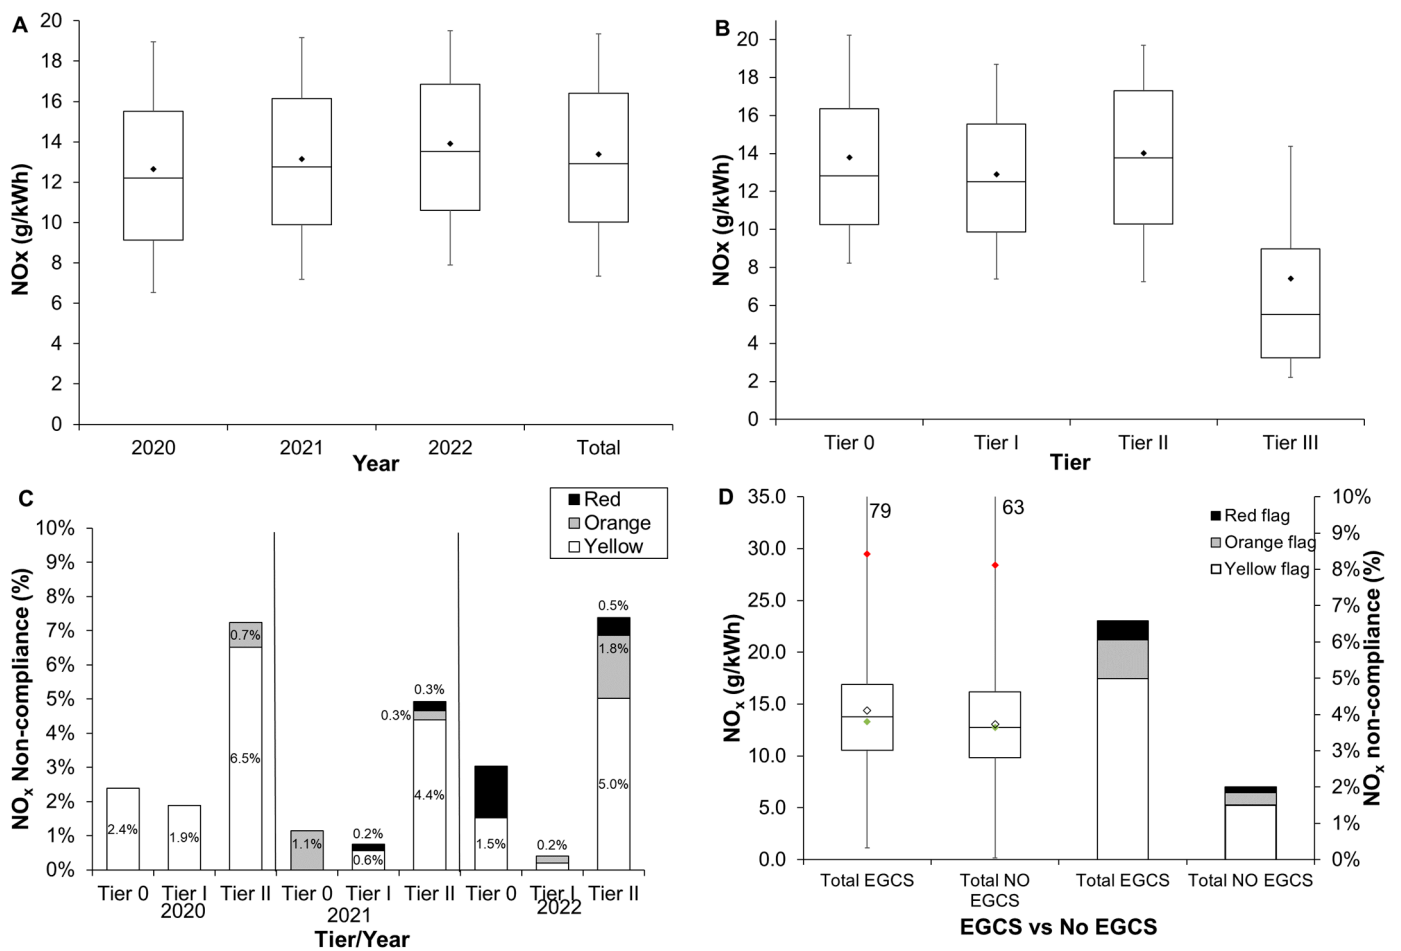 A
20
18
16
14
12
10
8
6
4
2
0
NOx (g/kWh)
2020
2021
2022
Total
Year
B
20
18
16
14
12
10
8
6
4
2
0
NOx (g/kWh)
Tier 0
Tier I
Tier II
Tier III
Tier
C
Red
Orange
Yellow
10%
9%
8%
7%
6%
5%
4%
3%
2%
1%
0%
NOx Non-compliance (%)
2.4%
1.9%
0.7%
6.5%
1.1%
0.2%
0.6%
0.3%
0.3%
4.4%
1.5%
0.2%
0.5%
1.8%
5.0%
Tier 0 Tier I Tier II Tier 0 Tier I Tier II Tier 0 Tier I Tier II
2020 2021 2022
Tier/Year
D
35.0
30.0
25.0
20.0
15.0
10.0
5.0
0.0
NOx (g/kWh)
79
63
Red flag
Orange flag
Yellow flag
10%
9%
8%
7%
6%
5%
4%
3%
2%
1%
0%
NOx non-compliance (%)
Total EGCS
Total NO
EGCS
Total EGCS
Total NO EGCS
EGCS vs No EGCS